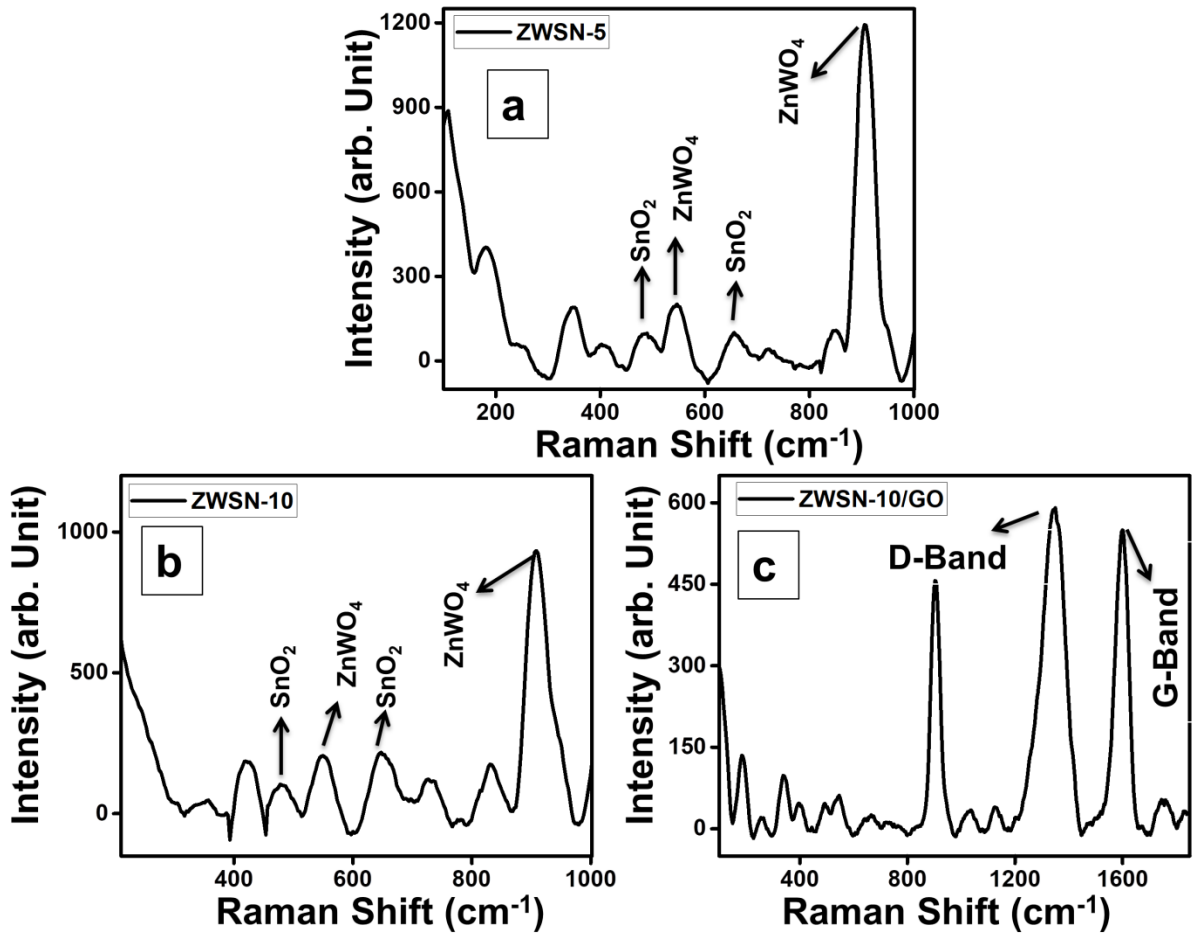 ZWSN-5
a
Intensity (arb. Unit)
1200
900
600
300
0
SnO₂
ZnWO₄
SnO₂
ZnWO₄
200 400 600 800 1000
Raman Shift (cm⁻¹)
ZWSN-10
b
Intensity (arb. Unit)
1000
500
0
SnO₂
ZnWO₄
SnO₂
ZnWO₄
400 600 800 1000
Raman Shift (cm⁻¹)
ZWSN-10/GO
c
Intensity (arb. Unit)
600
450
300
150
0
D-Band
G-Band
400 800 1200 1600
Raman Shift (cm⁻¹)